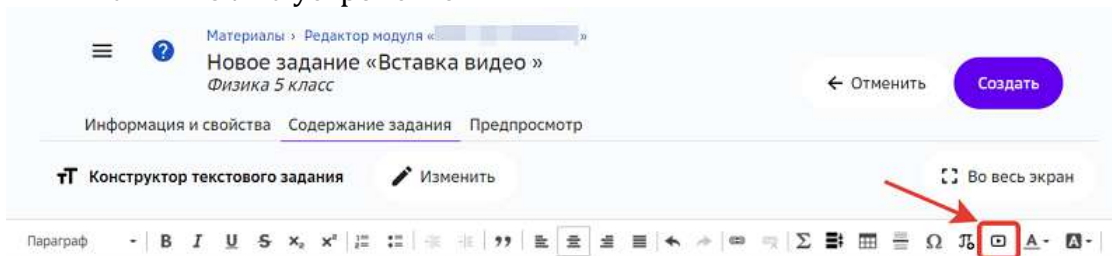 Материалы › Редактор модуля « »
Новое задание «Вставка видео »
Физика 5 класс
← Отменить
Создать
Информация и свойства Содержание задания Предпросмотр
Конструктор текстового задания
Изменить
Во весь экран
Параграф